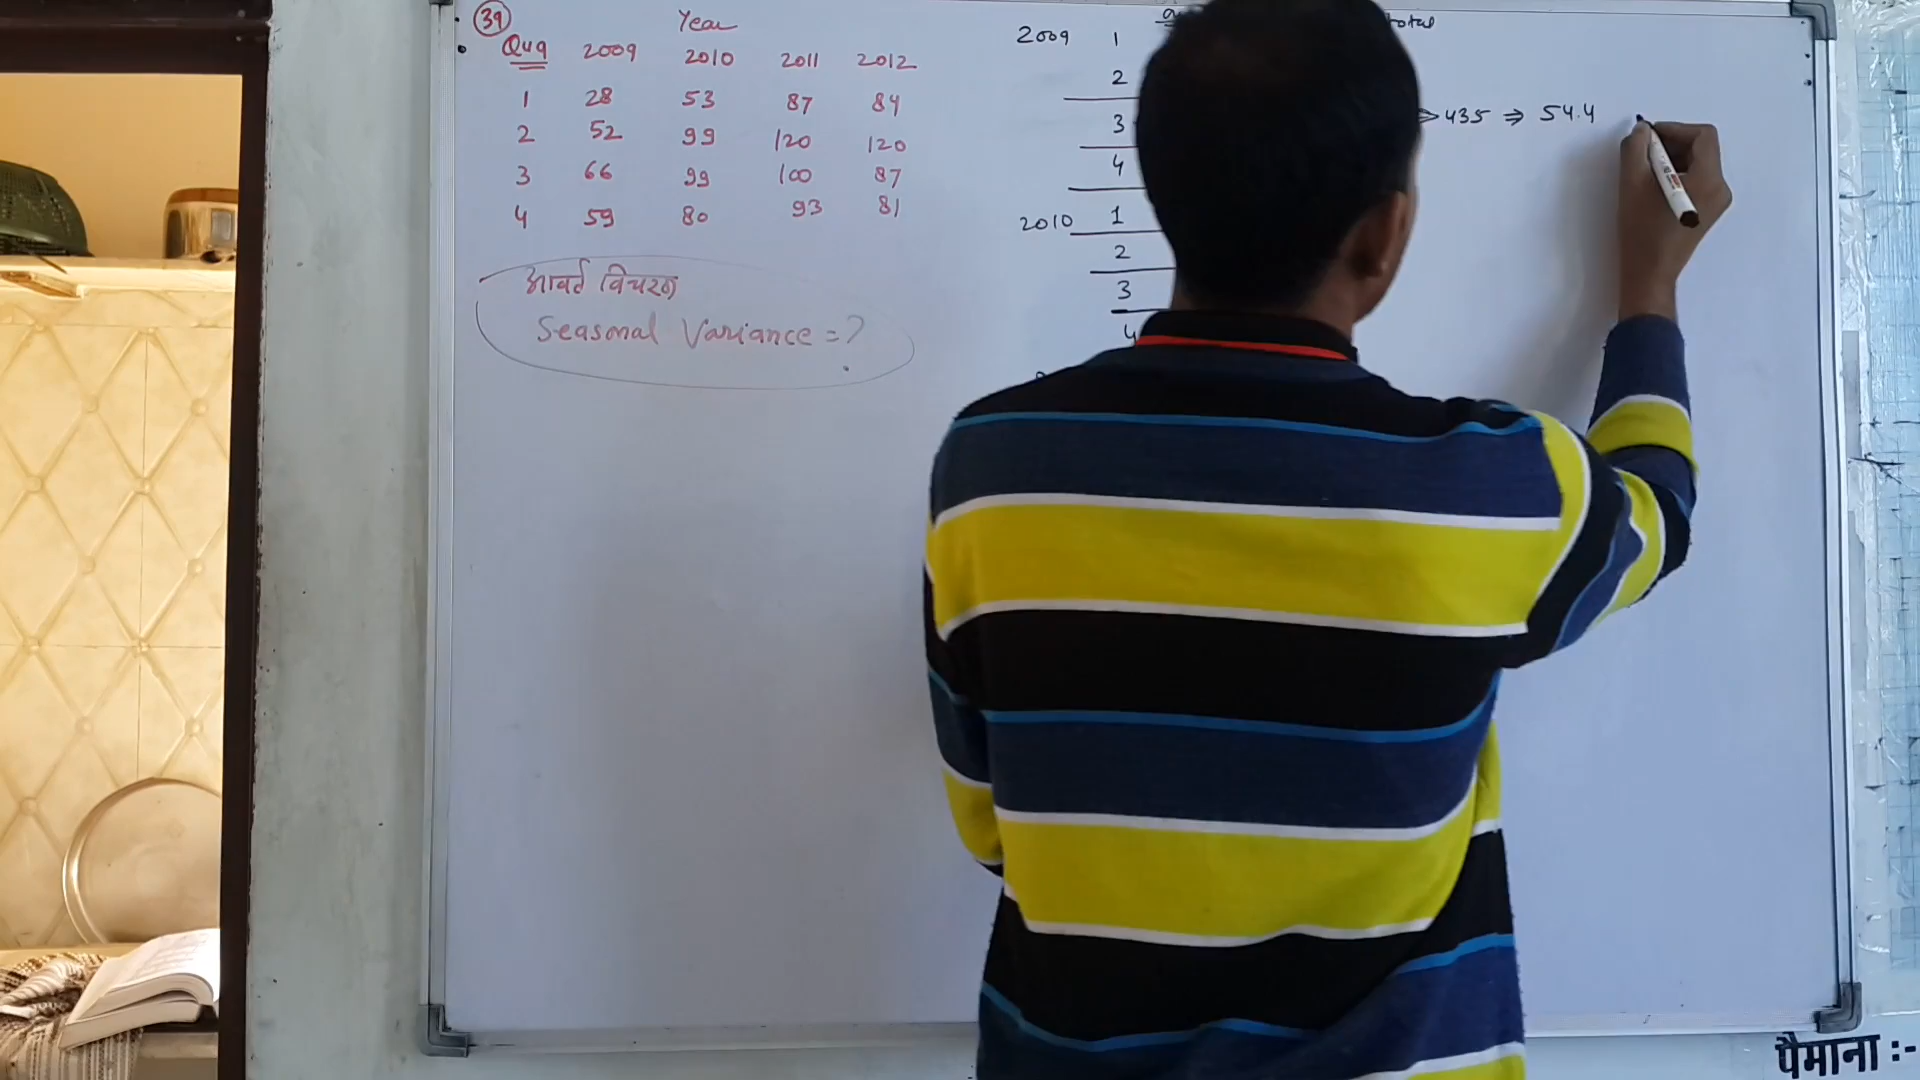 39
Year
Qua 2009 2010 2011 2012
1 28 53 87 84
2 52 99 120 120
3 66 99 100 87
4 59 80 93 81
आवर्त विचरण
Seasonal Variance = ?
total
2009 1
2
3 435 ⇒ 54.4
4
2010 1
2
3
4
पैमाना :-